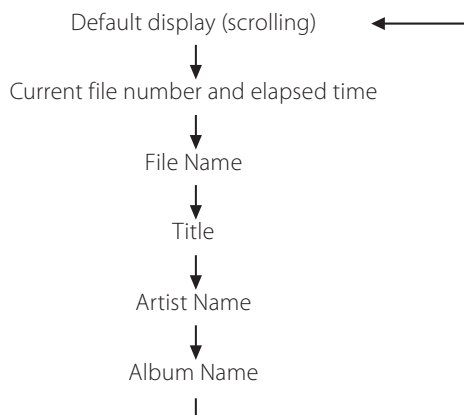 Default display (scrolling)
Current file number and elapsed time
File Name
Title
Artist Name
Album Name